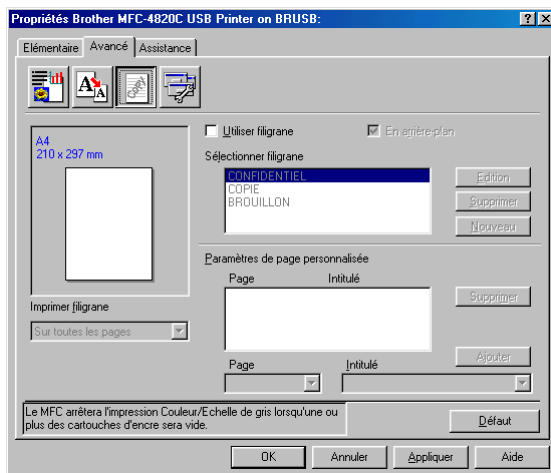 Propriétés Brother MFC-4820C USB Printer on BRUSB:
Elémentaire
Avancé
Assistance
COPY
A4
210 x 297 mm
Utiliser filigrane
En arrière-plan
Sélectionner filigrane
CONFIDENTIEL
COPIE
BROUILLON
Edition
Supprimer
Nouveau
Paramètres de page personnalisée
Page
Intitulé
Supprimer
Imprimer filigrane
Sur toutes les pages
Ajouter
Page
Intitulé
Le MFC arrêtera l'impression Couleur/Echelle de gris lorsqu'une ou
plus des cartouches d'encre sera
vide.
Défaut
OK
Annuler
Appliquer
Aide